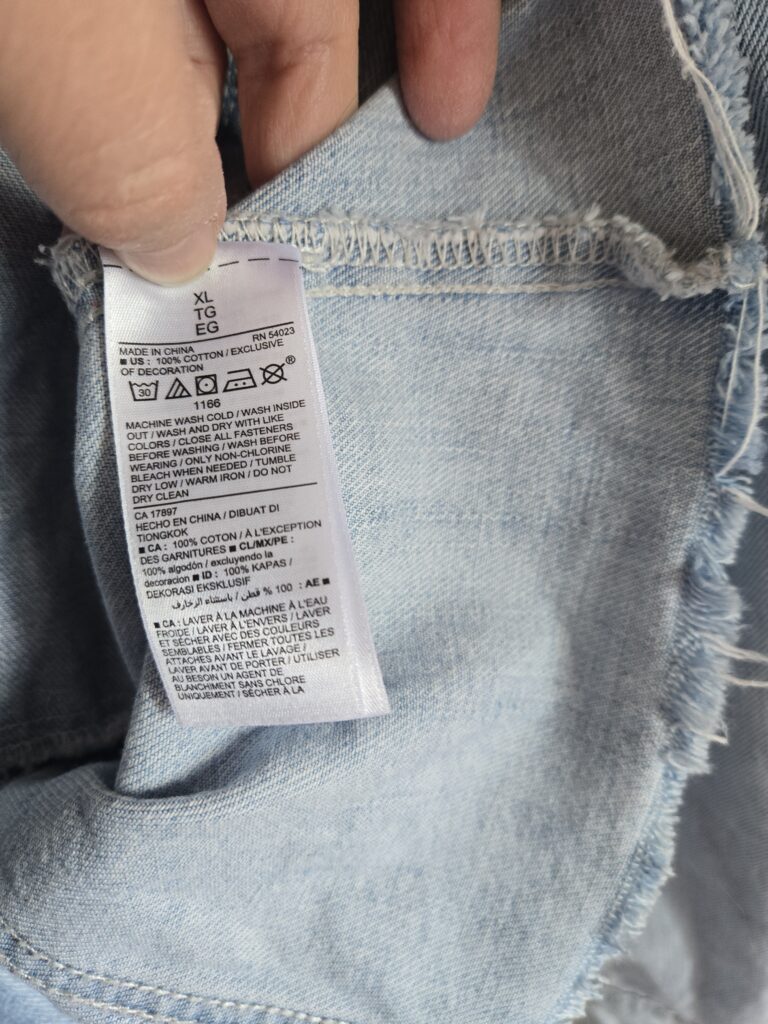 XL
TG
EG
RN 54023
MADE IN CHINA
■ US : 100% COTTON / EXCLUSIVE
OF DECORATION
30
®
1166
MACHINE WASH COLD / WASH INSIDE
OUT / WASH AND DRY WITH LIKE
COLORS / CLOSE ALL FASTENERS
BEFORE WASHING / WASH BEFORE
WEARING / ONLY NON-CHLORINE
BLEACH WHEN NEEDED / TUMBLE
DRY LOW / WARM IRON / DO NOT
DRY CLEAN
CA 17897
HECHO EN CHINA / DIBUAT DI
TIONGKOK
■ CA : 100% COTON / À L'EXCEPTION
DES GARNITURES ■ CL/MX/PE :
100% algodón / excluyendo la
decoracion ■ ID : 100% KAPAS /
DEKORASI EKSKLUSIF
■ AE : 100 % قطن / باستثناء الزخارف
■ CA : LAVER À LA MACHINE À L'EAU
FROIDE / LAVER À L'ENVERS / LAVER
ET SÉCHER AVEC DES COULEURS
SEMBLABLES / FERMER TOUTES LES
ATTACHES AVANT LE LAVAGE /
LAVER AVANT DE PORTER / UTILISER
AU BESOIN UN AGENT DE
BLANCHIMENT SANS CHLORE
UNIQUEMENT / SÉCHER À LA